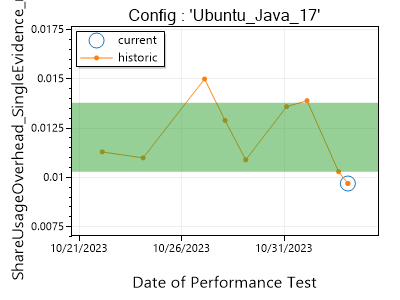 Config : 'Ubuntu_Java_17'
current
historic
0.0175
0.015
0.0125
0.01
0.0075
10/21/2023
10/26/2023
10/31/2023
Date of Performance Test
ShareUsageOverhead_SingleEvidence_